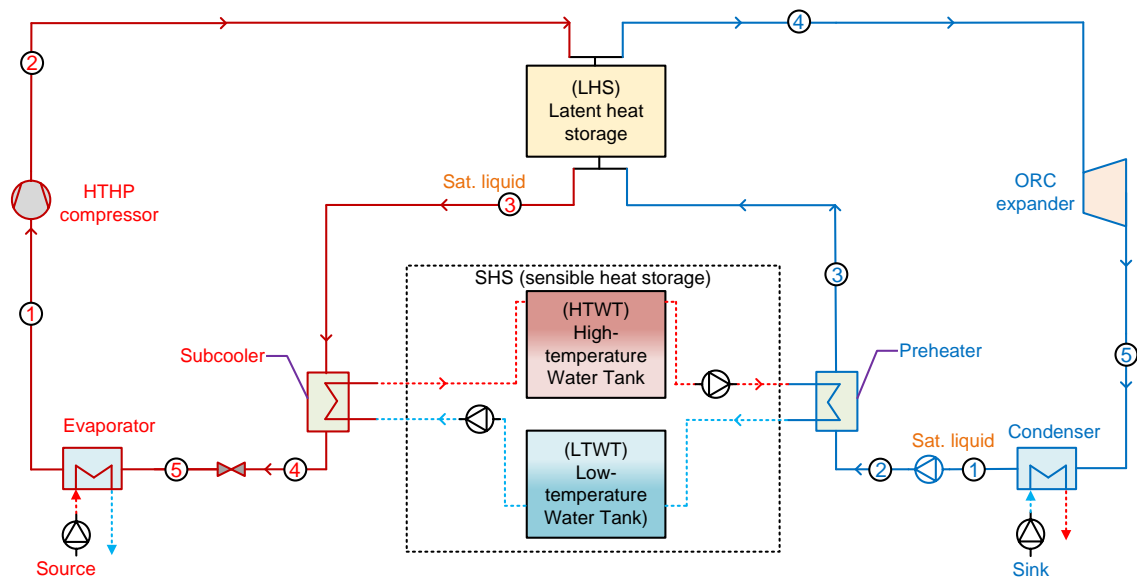 2
4
(LHS)
Latent heat
storage
HTHP
compressor
Sat. liquid
3
ORC
expander
3
SHS (sensible heat storage)
1
(HTWT)
High-
temperature
Water Tank
Subcooler
Preheater
5
Evaporator
5
4
(LTWT)
Low-
temperature
Water Tank)
2
Sat. liquid
1
Condenser
Source
Sink